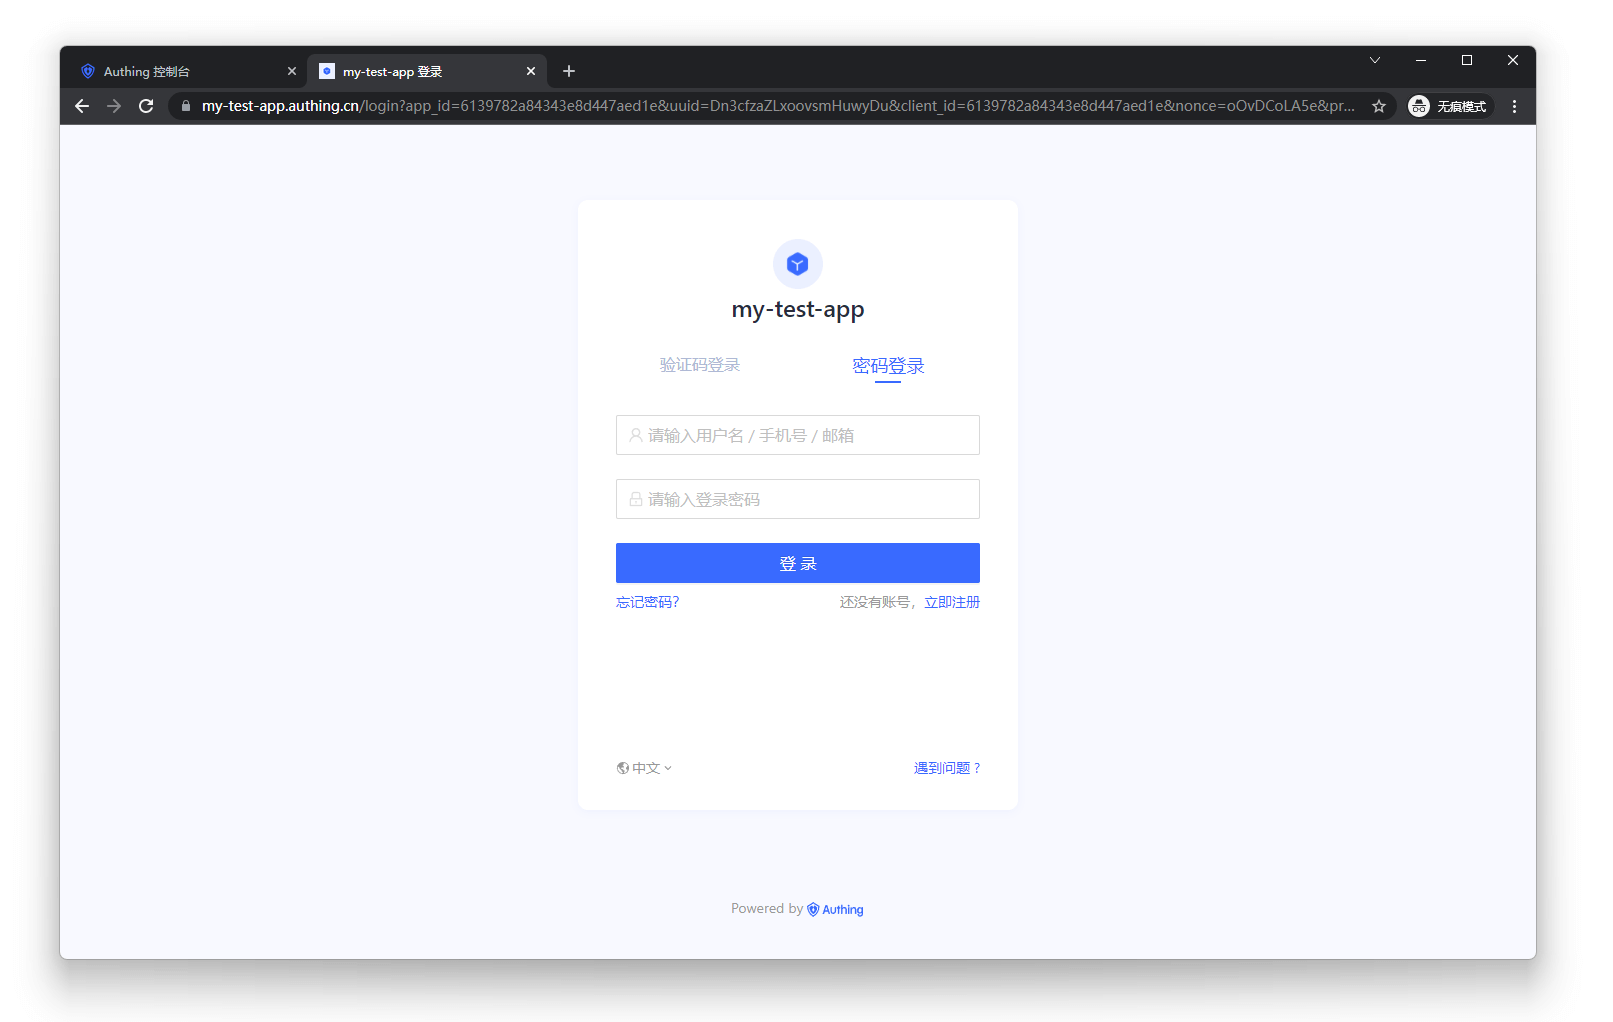 Authing 控制台
my-test-app 登录
my-test-app.authing.cn/login?app_id=6139782a84343e8d447aed1e&uuid=Dn3cfzaZLxoovsmHuwyDu&client_id=6139782a84343e8d447aed1e&nonce=oOvDCoLA5e&pr...
无痕模式
my-test-app
验证码登录 密码登录
请输入用户名 / 手机号 / 邮箱
请输入登录密码
登 录
忘记密码? 还没有账号，立即注册
中文 遇到问题 ?
Powered by Authing